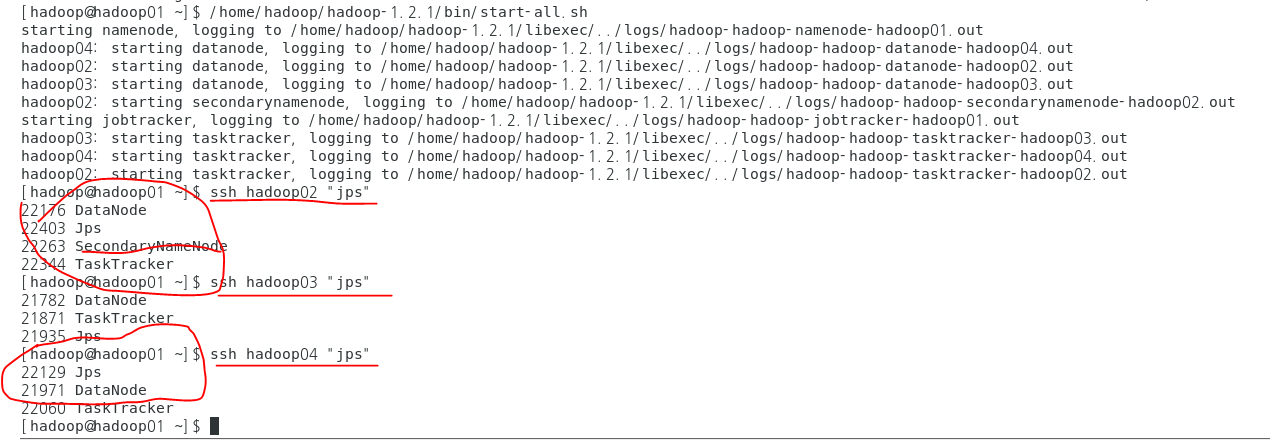 [hadoop@hadoop01 ~]$ /home/hadoop/hadoop-1.2.1/bin/start-all.sh
starting namenode, logging to /home/hadoop/hadoop-1.2.1/libexec/../logs/hadoop-hadoop-namenode-hadoop01.out
hadoop04: starting datanode, logging to /home/hadoop/hadoop-1.2.1/libexec/../logs/hadoop-hadoop-datanode-hadoop04.out
hadoop02: starting datanode, logging to /home/hadoop/hadoop-1.2.1/libexec/../logs/hadoop-hadoop-datanode-hadoop02.out
hadoop03: starting datanode, logging to /home/hadoop/hadoop-1.2.1/libexec/../logs/hadoop-hadoop-datanode-hadoop03.out
hadoop02: starting secondarynamenode, logging to /home/hadoop/hadoop-1.2.1/libexec/../logs/hadoop-hadoop-secondarynamenode-hadoop02.out
starting jobtracker, logging to /home/hadoop/hadoop-1.2.1/libexec/../logs/hadoop-hadoop-jobtracker-hadoop01.out
hadoop03: starting tasktracker, logging to /home/hadoop/hadoop-1.2.1/libexec/../logs/hadoop-hadoop-tasktracker-hadoop03.out
hadoop04: starting tasktracker, logging to /home/hadoop/hadoop-1.2.1/libexec/../logs/hadoop-hadoop-tasktracker-hadoop04.out
hadoop02: starting tasktracker, logging to /home/hadoop/hadoop-1.2.1/libexec/../logs/hadoop-hadoop-tasktracker-hadoop02.out
[hadoop@hadoop01 ~]$ ssh hadoop02 "jps"
22176 DataNode
22403 Jps
22263 SecondaryNameNode
22344 TaskTracker
[hadoop@hadoop01 ~]$ ssh hadoop03 "jps"
21782 DataNode
21871 TaskTracker
21935 Jps
[hadoop@hadoop01 ~]$ ssh hadoop04 "jps"
22129 Jps
21971 DataNode
22060 TaskTracker
[hadoop@hadoop01 ~]$